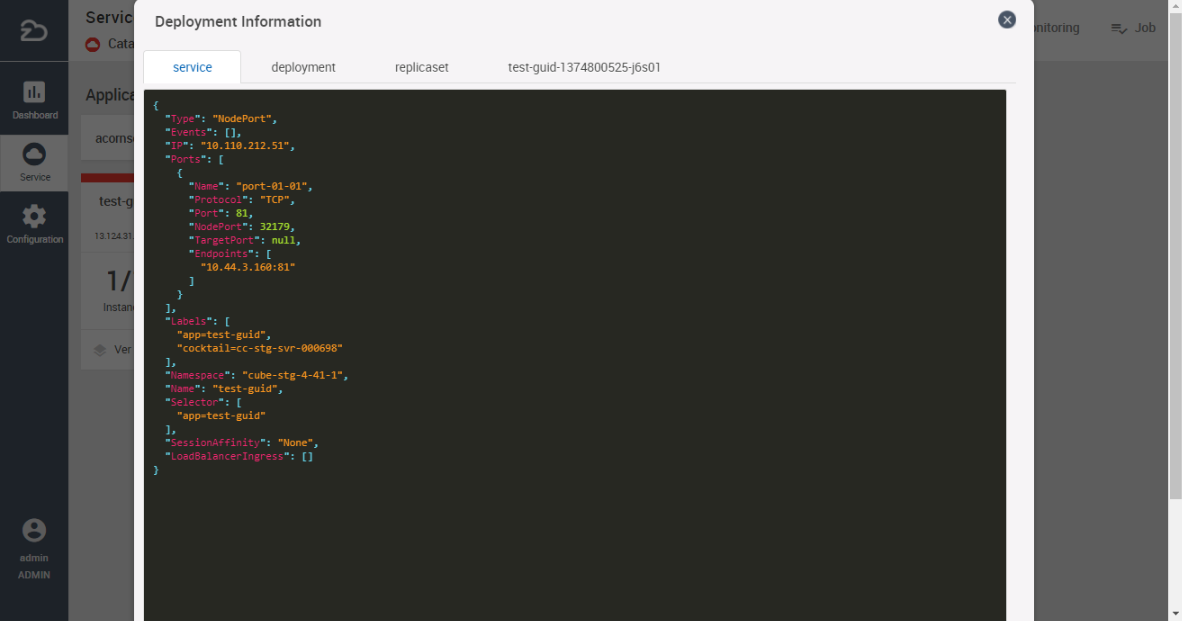 Deployment Information
service
deployment
replicaset
test-guid-1374800525-j6s01
{
"Type": "NodePort",
"Events": [],
"IP": "10.110.212.51",
"Ports": [
{
"Name": "port-01-01",
"Protocol": "TCP",
"Port": 81,
"NodePort": 32179,
"TargetPort": null,
"Endpoints": [
"10.44.3.160:81"
]
}
],
"Labels": [
"app=test-guid",
"cocktail=cc-stg-svr-000698"
],
"Namespace": "cube-stg-4-41-1",
"Name": "test-guid",
"Selector": [
"app=test-guid"
],
"SessionAffinity": "None",
"LoadBalancerIngress": []
}
Dashboard
Service
Configuration
admin
ADMIN
Servic
Cata
Applica
test-g
13.124.31.
1/
Instan
Ver
onitoring
Job